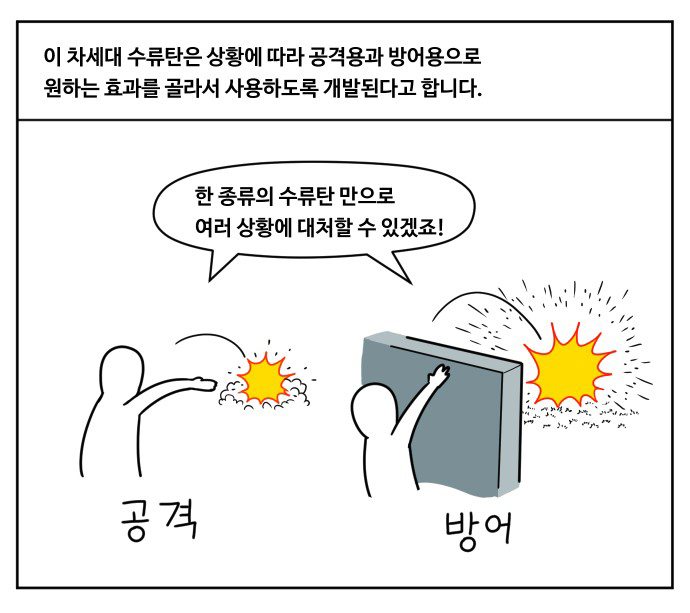 이 차세대 수류탄은 상황에 따라 공격용과 방어용으로
원하는 효과를 골라서 사용하도록 개발된다고 합니다.
한 종류의 수류탄 만으로
여러 상황에 대처할 수 있겠죠!
공격
방어